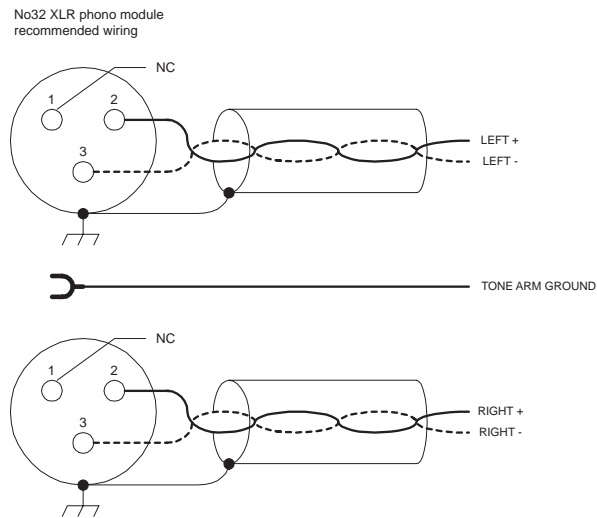 No32 XLR phono module
recommended wiring
NC
1
2
3
LEFT +
LEFT -
TONE ARM GROUND
NC
1
2
3
RIGHT +
RIGHT -